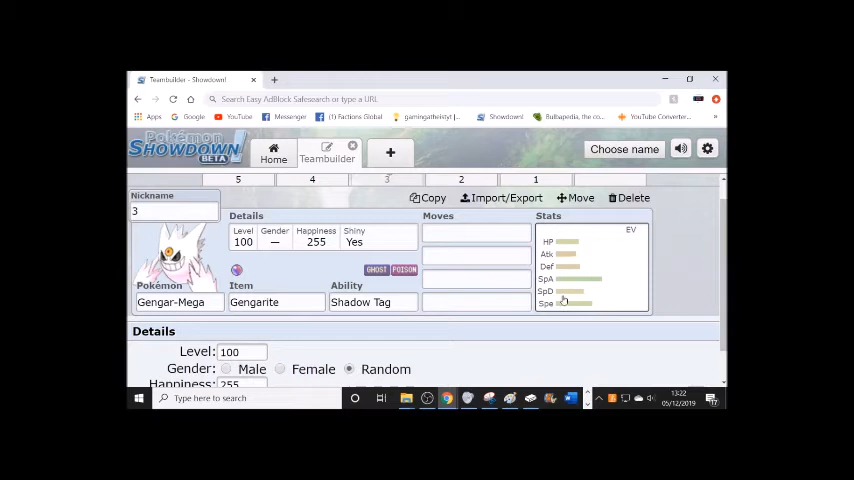 Teambuilder - Showdown!
Search Easy AdBlock Safesearch or type a URL
Apps Google YouTube Messenger (1) Factions Global gamingatheistyt |... Showdown! Bulbapedia, the co... YouTube Converter...
Pokémon
SHOWDOWN!
BETA
Home
Teambuilder
Choose name
5 4 3 2 1
Copy Import/Export Move Delete
Nickname
3
Details
Moves
Stats
Level Gender Happiness Shiny
100 — 255 Yes
EV
HP
Atk
Def
SpA
SpD
Spe
GHOST POISON
Pokémon Item Ability
Gengar-Mega Gengarite Shadow Tag
Details
Level: 100
Gender: Male Female Random
Happiness: 255
Type here to search
13:22
05/12/2019
17